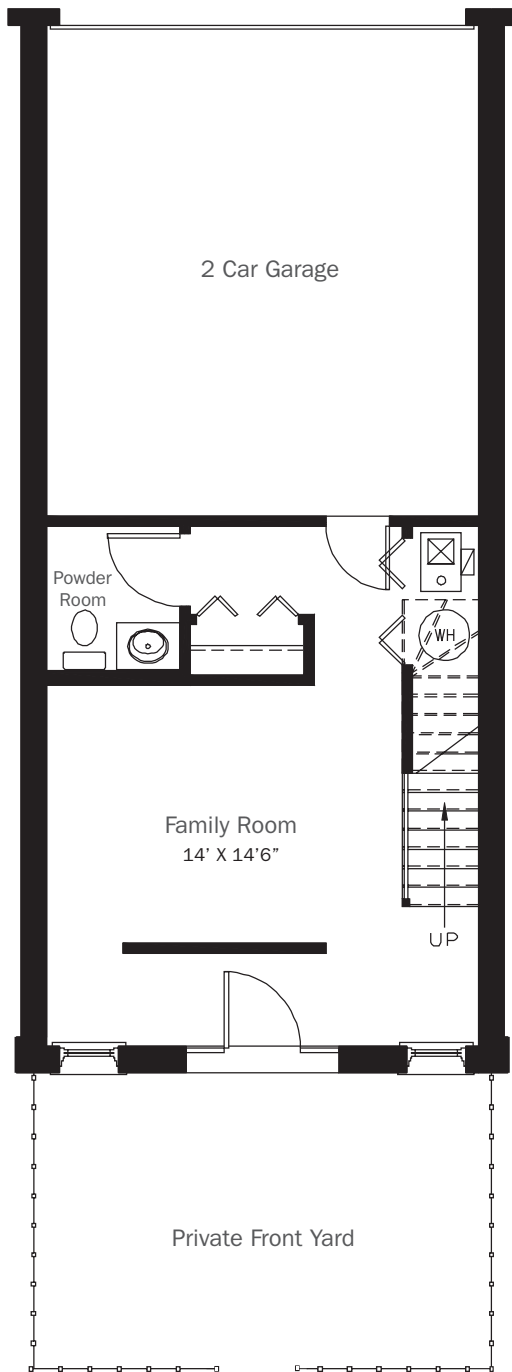 2 Car Garage
Powder
Room
WH
Family Room
14’ X 14’6”
UP
Private Front Yard